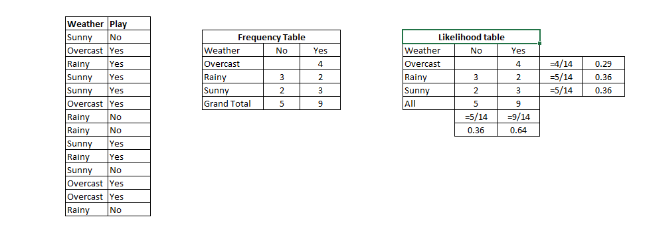 Weather Play
Sunny No
Overcast Yes
Rainy Yes
Sunny Yes
Sunny Yes
Overcast Yes
Rainy No
Rainy No
Sunny Yes
Rainy Yes
Sunny No
Overcast Yes
Overcast Yes
Rainy No
Frequency Table
Weather No Yes
Overcast 4
Rainy 3 2
Sunny 2 3
Grand Total 5 9
Likelihood table
Weather No Yes
Overcast 4 =4/14 0.29
Rainy 3 2 =5/14 0.36
Sunny 2 3 =5/14 0.36
All 5 9
=5/14 =9/14
0.36 0.64